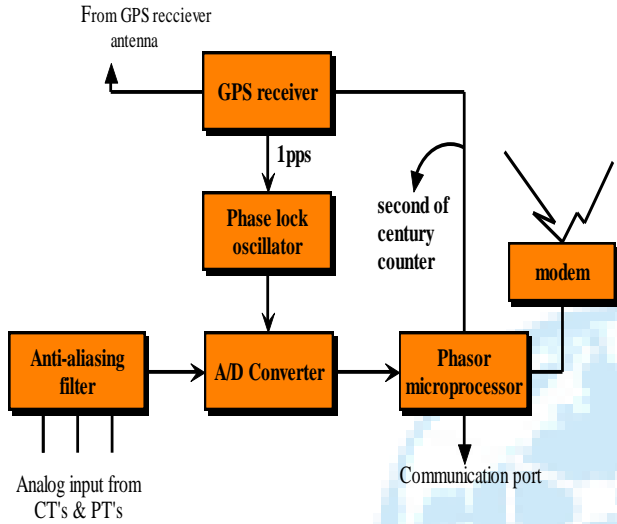 From GPS recciever
antenna
GPS receiver
1pps
Phase lock
oscillator
second of
century
counter
modem
Anti-aliasing
filter
A/D Converter
Phasor
microprocessor
Analog input from
CT's & PT's
Communication port